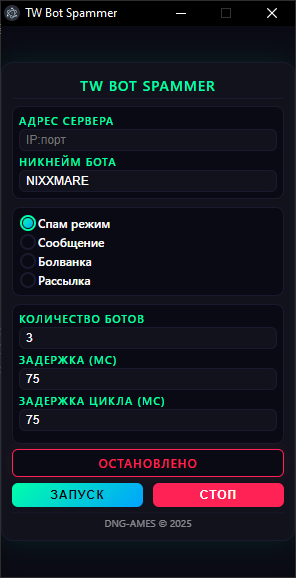 TW Bot Spammer
TW BOT SPAMMER
АДРЕС СЕРВЕРА
IP:порт
НИКНЕЙМ БОТА
NIXXMARE
Спам режим
Сообщение
Болванка
Рассылка
КОЛИЧЕСТВО БОТОВ
3
ЗАДЕРЖКА (МС)
75
ЗАДЕРЖКА ЦИКЛА (МС)
75
ОСТАНОВЛЕНО
ЗАПУСК СТОП
DNG-AMES © 2025